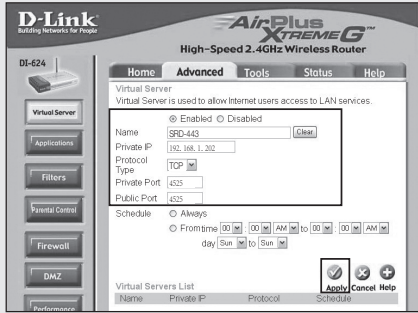 D-Link
Building Networks for People
AirPlus
XTREME G™
High-Speed 2.4GHz Wireless Router
DI-624
Home Advanced Tools Status Help
Virtual Server
Virtual Server is used to allow Internet users access to LAN services.
Enabled Disabled
Name SRD-443 Clear
Private IP 192. 168. 1. 202
Protocol Type TCP
Private Port 4525
Public Port 4525
Schedule Always
From time 00 : 00 AM to 00 : 00 AM
day Sun to Sun
Apply Cancel Help
Virtual Servers List
Name Private IP Protocol Schedule
Virtual Server
Applications
Filters
Parental Control
Firewall
DMZ
Performance